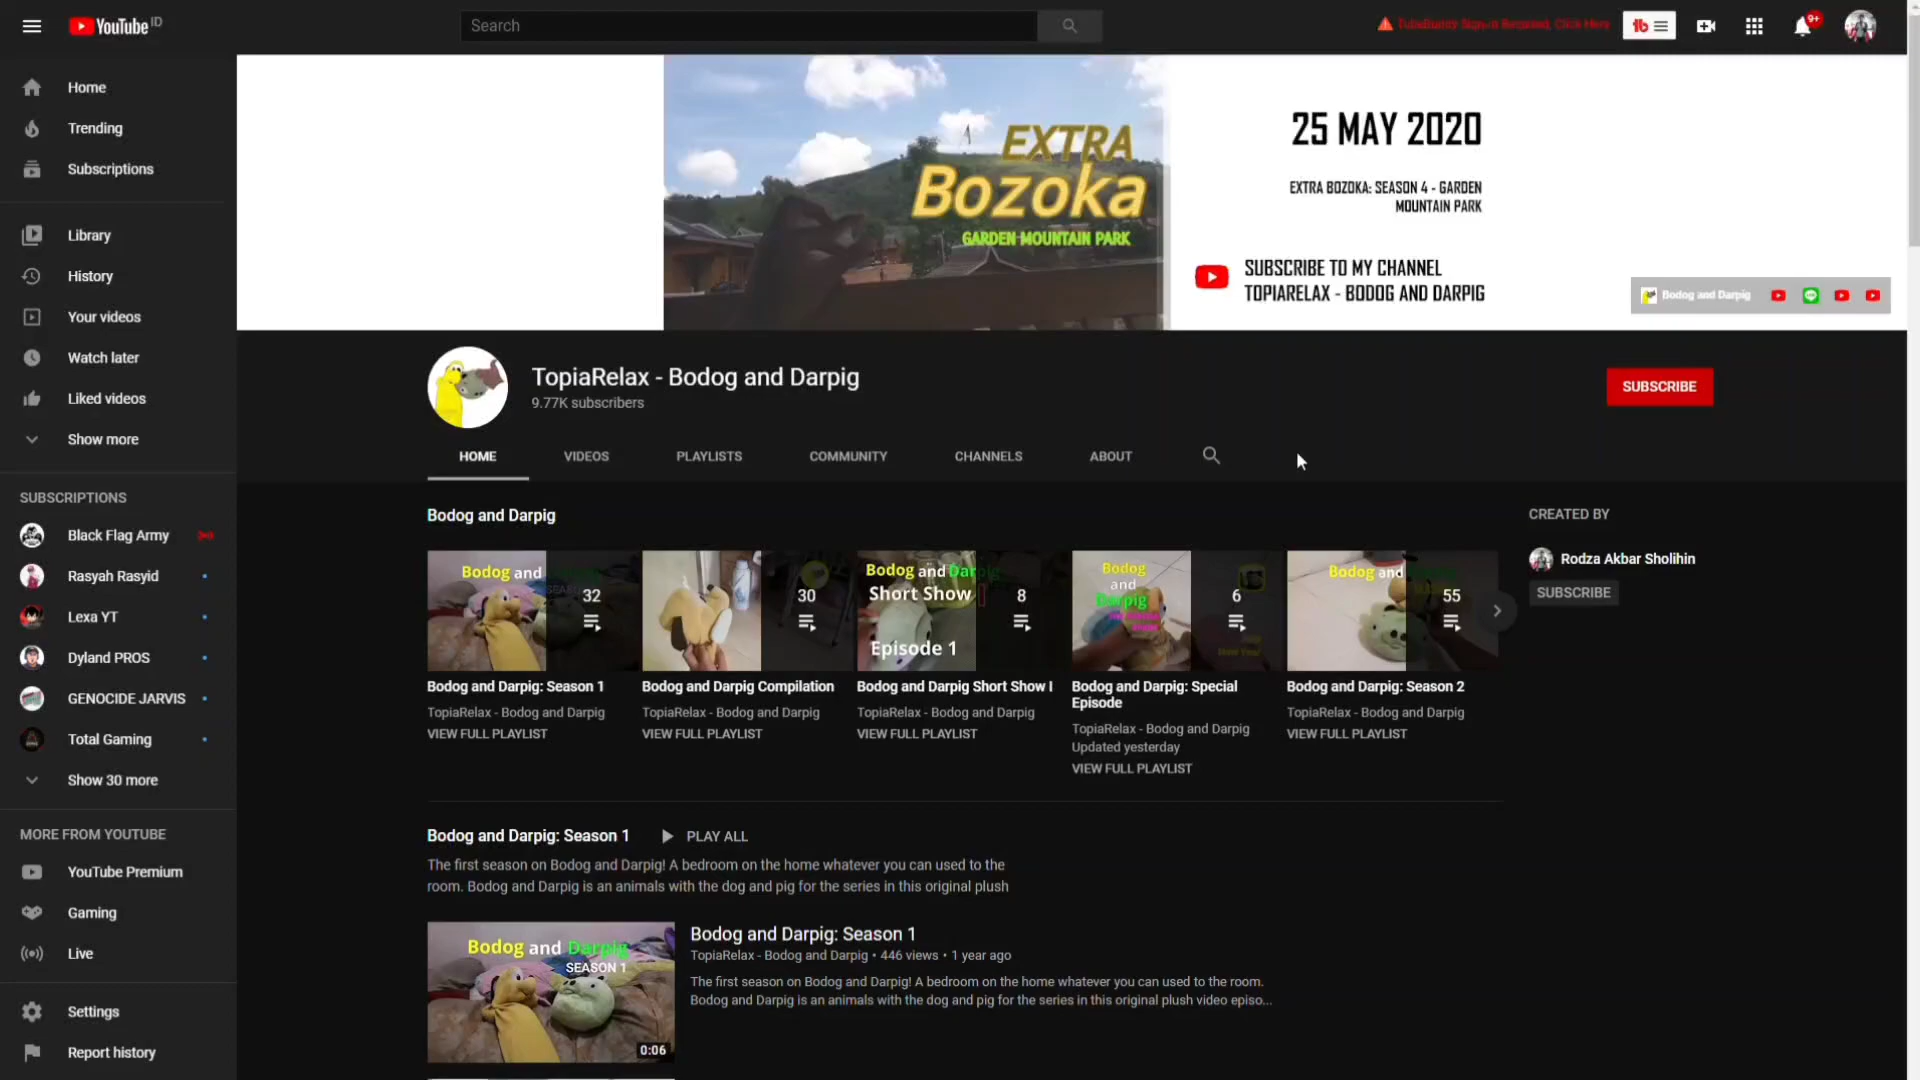 YouTube ID
Search
TubeBuddy Sign-in Required, Click Here
tb
9+
Home
Trending
Subscriptions
Library
History
Your videos
Watch later
Liked videos
Show more
SUBSCRIPTIONS
Black Flag Army
Rasyah Rasyid
Lexa YT
Dyland PROS
GENOCIDE JARVIS
Total Gaming
Show 30 more
MORE FROM YOUTUBE
YouTube Premium
Gaming
Live
Settings
Report history
EXTRA
Bozoka
GARDEN MOUNTAIN PARK
25 MAY 2020
EXTRA BOZOKA: SEASON 4 - GARDEN
MOUNTAIN PARK
SUBSCRIBE TO MY CHANNEL
TOPIARELAX - BODOG AND DARPIG
Bodog and Darpig
TopiaRelax - Bodog and Darpig
9.77K subscribers
SUBSCRIBE
HOME
VIDEOS
PLAYLISTS
COMMUNITY
CHANNELS
ABOUT
Bodog and Darpig
Bodog and
32
Bodog and Darpig: Season 1
TopiaRelax - Bodog and Darpig
VIEW FULL PLAYLIST
30
Bodog and Darpig Compilation
TopiaRelax - Bodog and Darpig
VIEW FULL PLAYLIST
Bodog and Darpig
Short Show
Episode 1
8
Bodog and Darpig Short Show I
TopiaRelax - Bodog and Darpig
VIEW FULL PLAYLIST
Bodog
and
Darpig
6
Bodog and Darpig: Special
Episode
TopiaRelax - Bodog and Darpig
Updated yesterday
VIEW FULL PLAYLIST
Bodog and
55
Bodog and Darpig: Season 2
TopiaRelax - Bodog and Darpig
VIEW FULL PLAYLIST
CREATED BY
Rodza Akbar Sholihin
SUBSCRIBE
Bodog and Darpig: Season 1
PLAY ALL
The first season on Bodog and Darpig! A bedroom on the home whatever you can used to the
room. Bodog and Darpig is an animals with the dog and pig for the series in this original plush
Bodog and Darpig
SEASON 1
0:06
Bodog and Darpig: Season 1
TopiaRelax - Bodog and Darpig • 446 views • 1 year ago
The first season on Bodog and Darpig! A bedroom on the home whatever you can used to the room.
Bodog and Darpig is an animals with the dog and pig for the series in this original plush video episo...